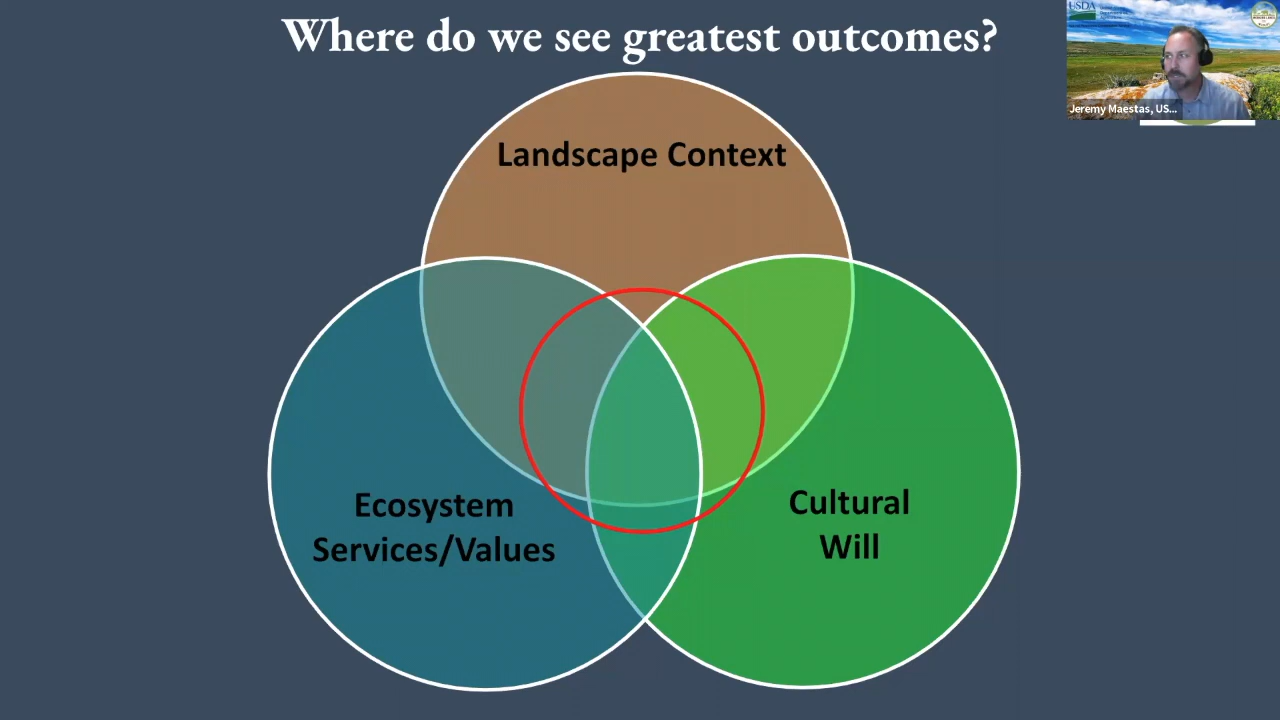 Where do we see greatest outcomes?
USDA
Jeremy Maestas, US...
Landscape Context
Ecosystem
Services/Values
Cultural
Will